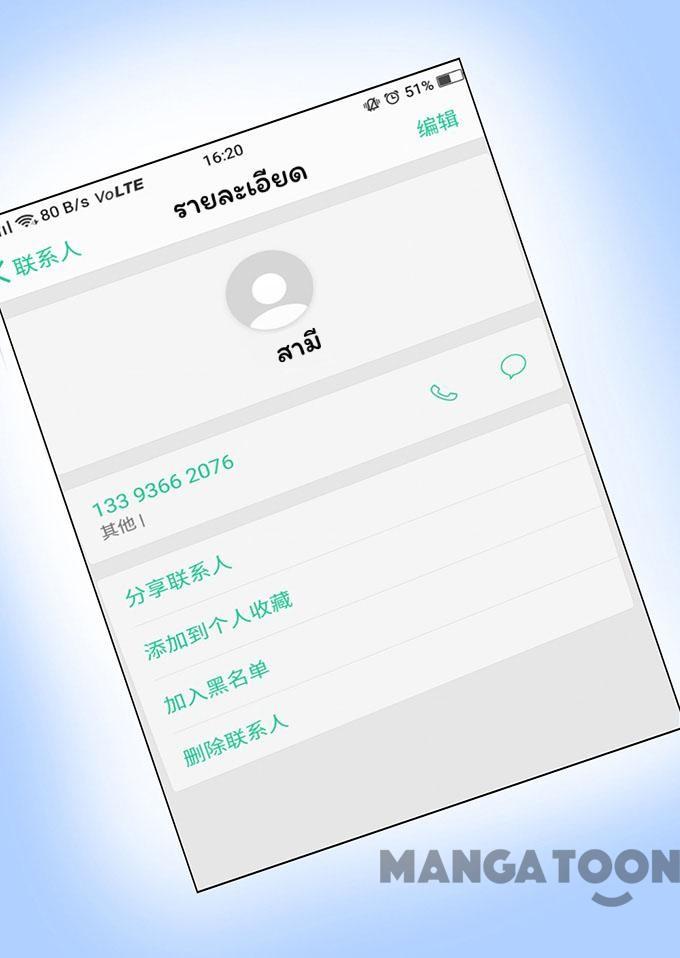 80 B/s VoLTE 16:20 51%
联系人 รายละเอียด 编辑
สามี
133 9366 2076
其他 |
分享联系人
添加到个人收藏
加入黑名单
删除联系人
MANGATOON